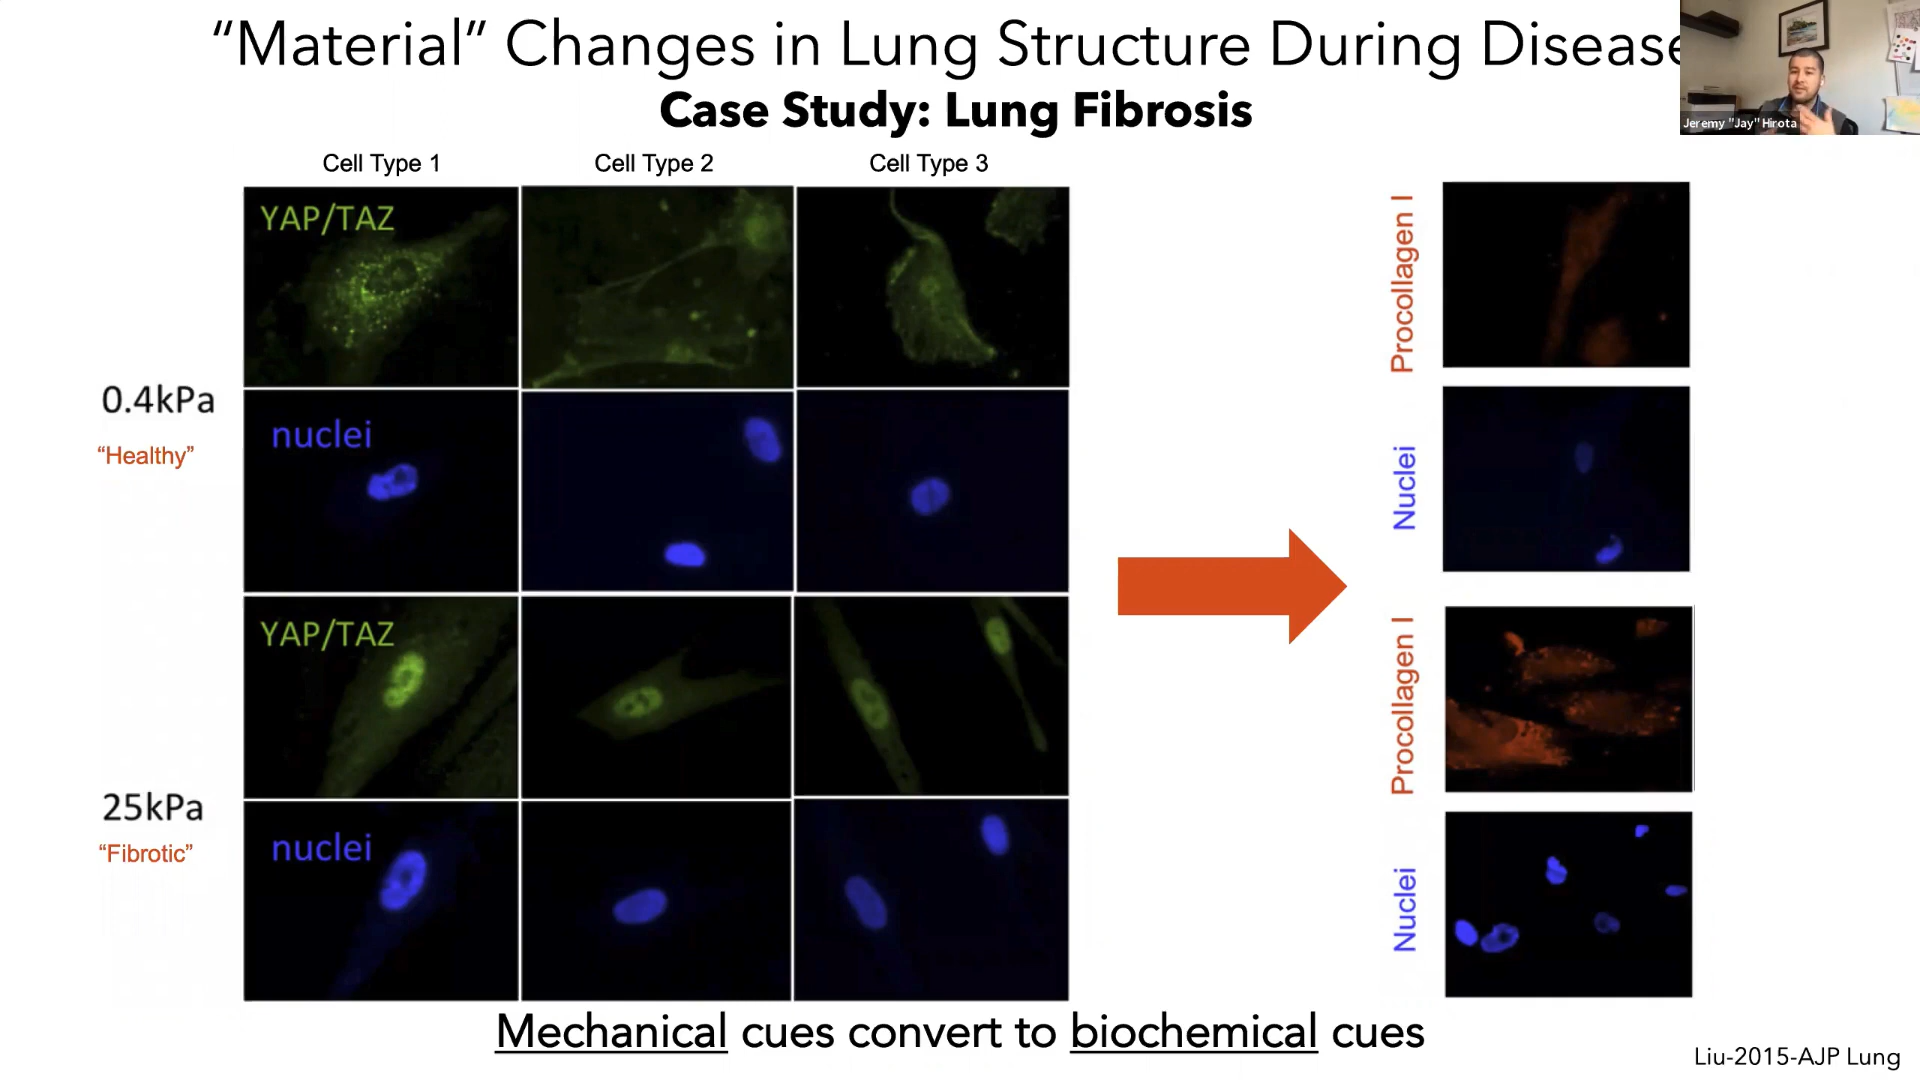 “Material” Changes in Lung Structure During Disease
Case Study: Lung Fibrosis
Jeremy "Jay" Hirota
Cell Type 1
Cell Type 2
Cell Type 3
YAP/TAZ
0.4kPa
“Healthy”
nuclei
YAP/TAZ
25kPa
“Fibrotic”
nuclei
Procollagen I
Nuclei
Procollagen I
Nuclei
Mechanical cues convert to biochemical cues
Liu-2015-AJP Lung